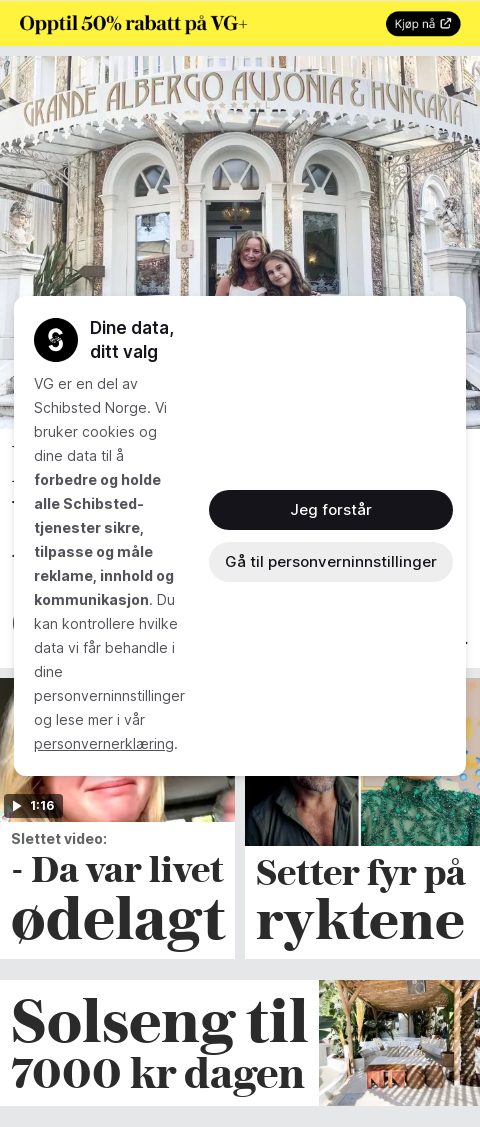 Opptil 50% rabatt på VG+
Kjøp nå
GRANDE ALBERGO AUSONIA & HUNGARIA
Dine data,
ditt valg
VG er en del av
Schibsted Norge. Vi
bruker cookies og
dine data til å
forbedre og holde
alle Schibsted-
tjenester sikre,
tilpasse og måle
reklame, innhold og
kommunikasjon. Du
kan kontrollere hvilke
data vi får behandle i
dine
personverninnstillinger
og lese mer i vår
personvernerklæring.
Jeg forstår
Gå til personverninnstillinger
1:16
Slettet video:
- Da var livet
ødelagt
Setter fyr på
ryktene
Solseng til
7000 kr dagen